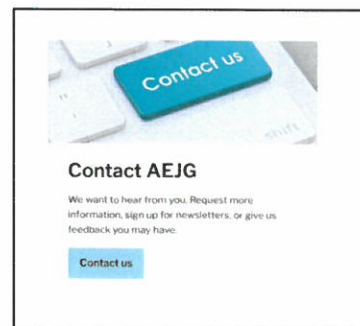 Contact us
shift
Contact AEJG
We want to hear from you. Request more
information, sign up for newsletters, or give us
feedback you may have.
Contact us